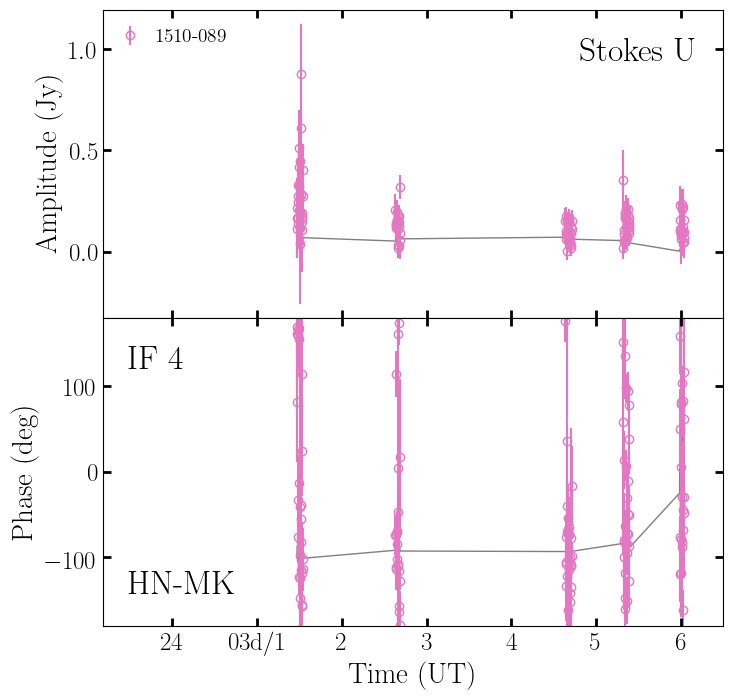 1510-089
Stokes U
1.0
0.5
0.0
Amplitude (Jy)
IF 4
100
0
−100
Phase (deg)
HN-MK
24 03d/1 2 3 4 5 6
Time (UT)